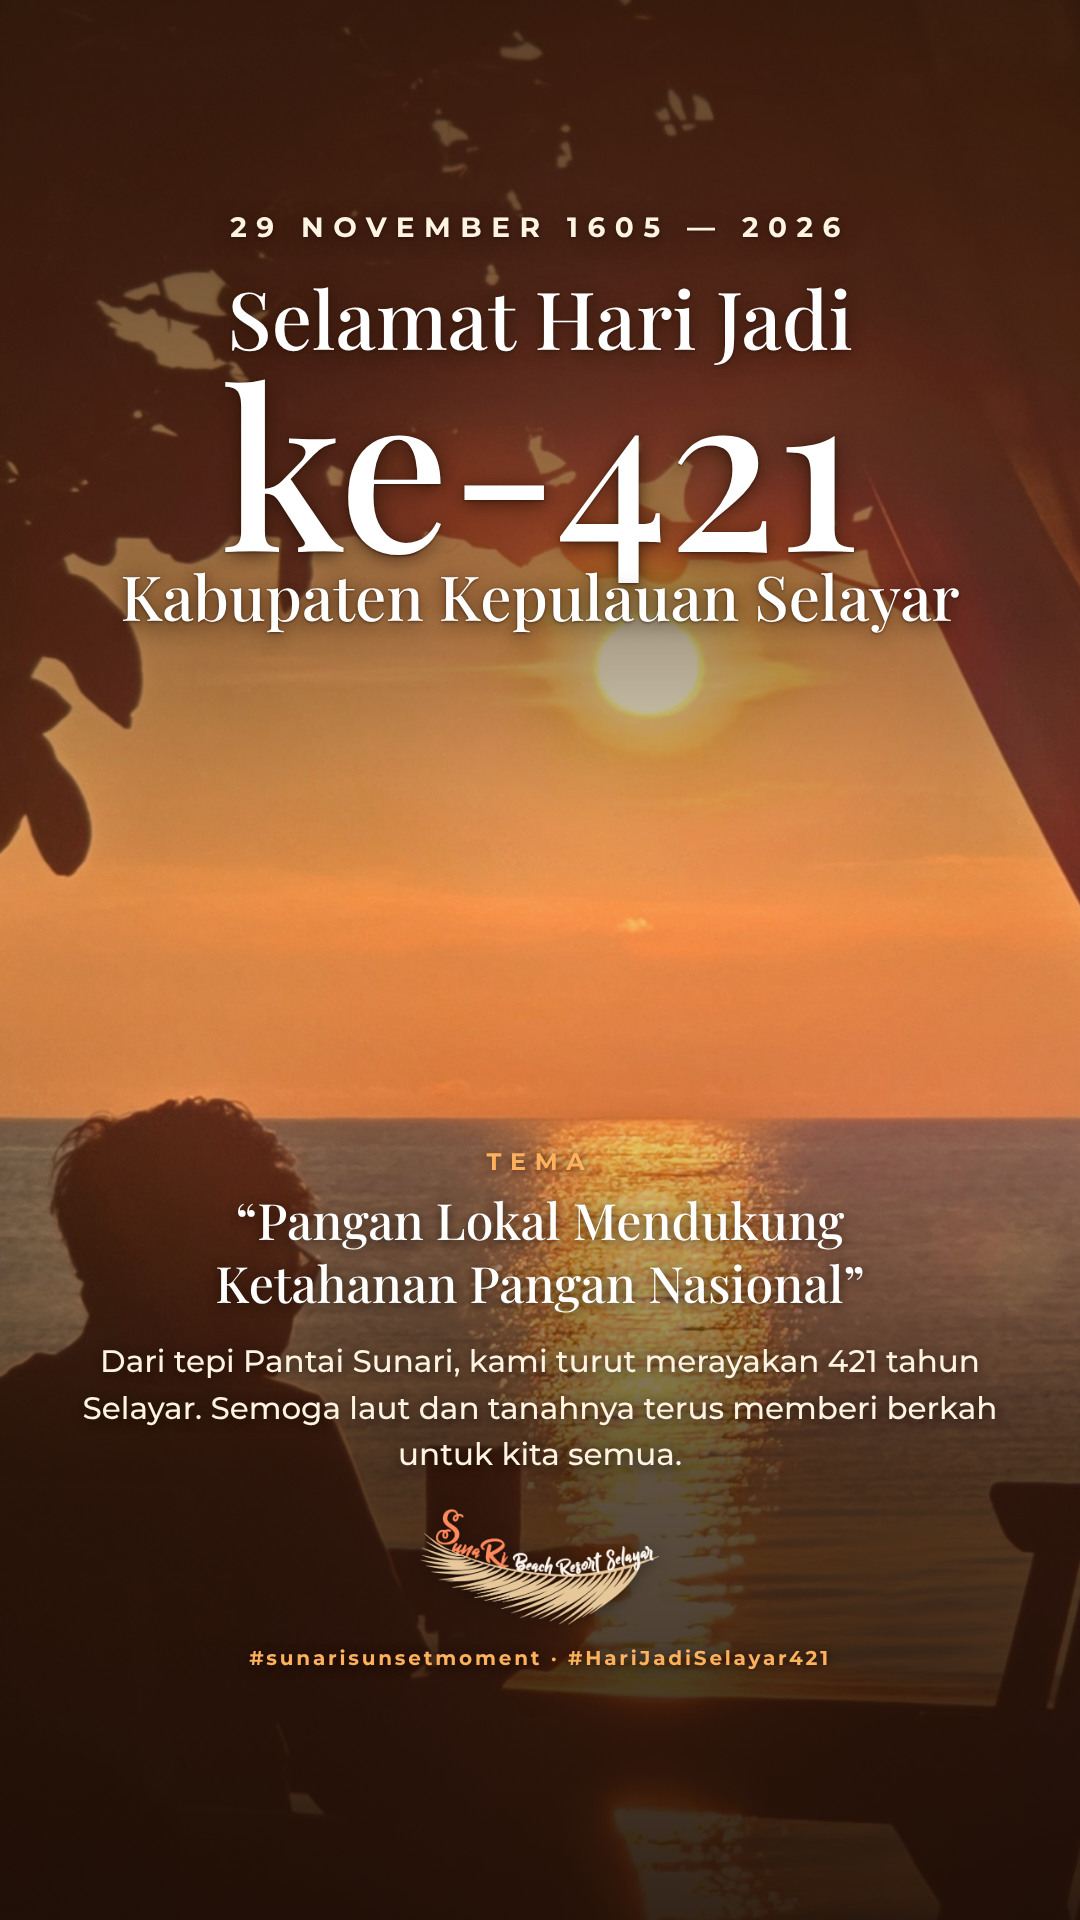 29 NOVEMBER 1605 — 2026
Selamat Hari Jadi
ke-421
Kabupaten Kepulauan Selayar
TEMA
“Pangan Lokal Mendukung
Ketahanan Pangan Nasional”
Dari tepi Pantai Sunari, kami turut merayakan 421 tahun
Selayar. Semoga laut dan tanahnya terus memberi berkah
untuk kita semua.
SunaRi Beach Resort Selayar
#sunarisunsetmoment · #HariJadiSelayar421